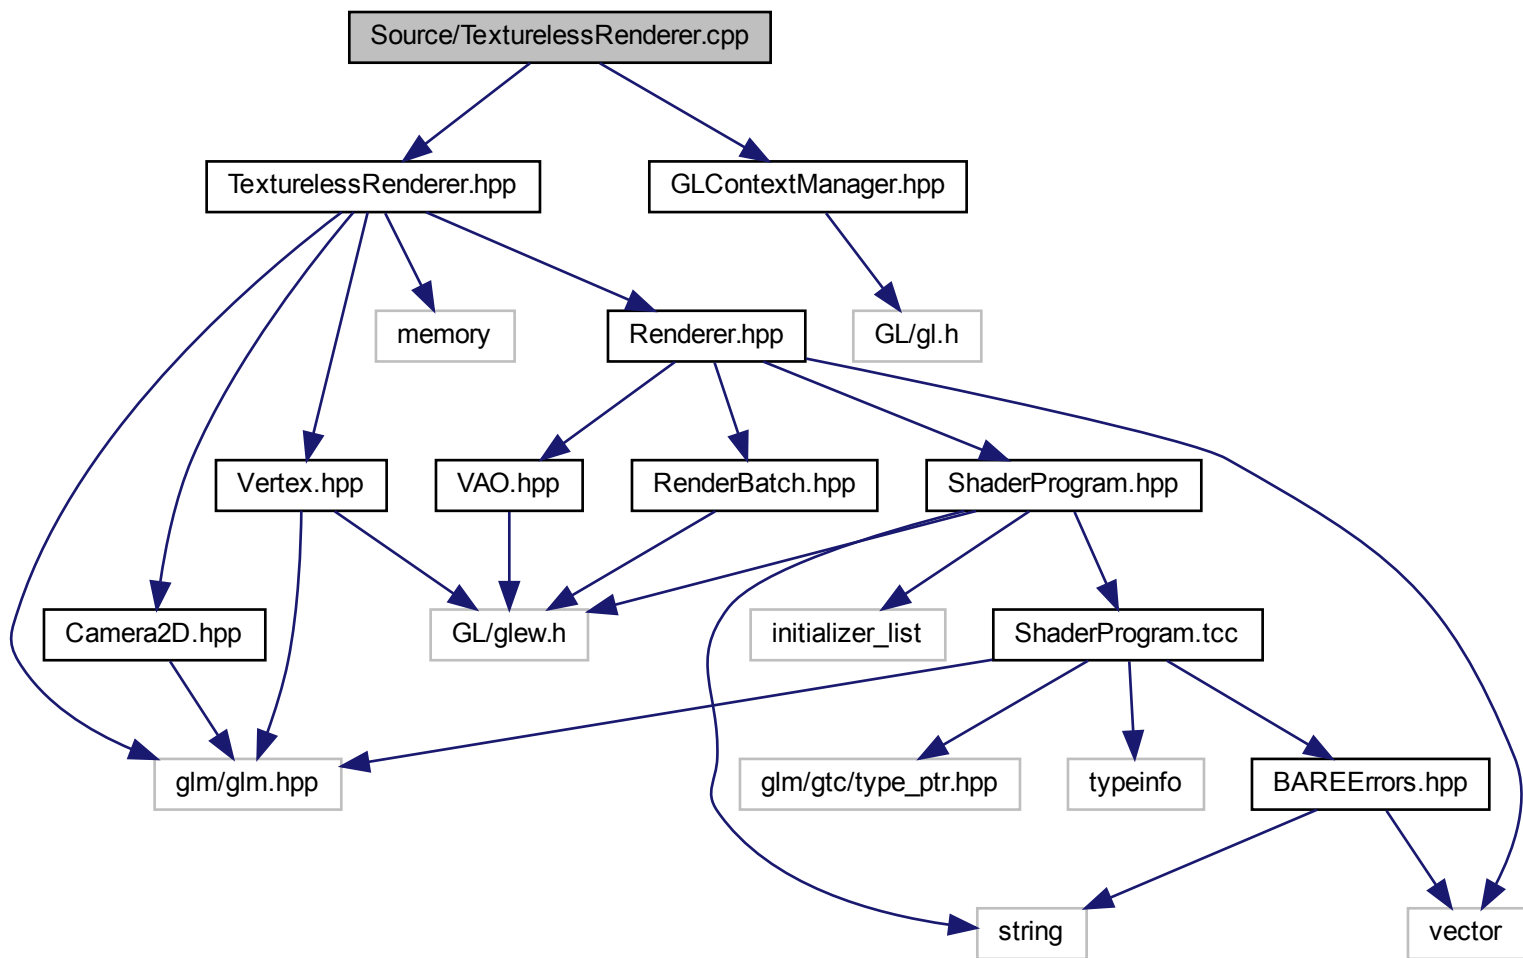 Source/TexturelessRenderer.cpp
TexturelessRenderer.hpp
GLContextManager.hpp
memory
Renderer.hpp
GL/gl.h
Vertex.hpp
VAO.hpp
RenderBatch.hpp
ShaderProgram.hpp
Camera2D.hpp
GL/glew.h
initializer_list
ShaderProgram.tcc
glm/glm.hpp
glm/gtc/type_ptr.hpp
typeinfo
BAREErrors.hpp
string
vector